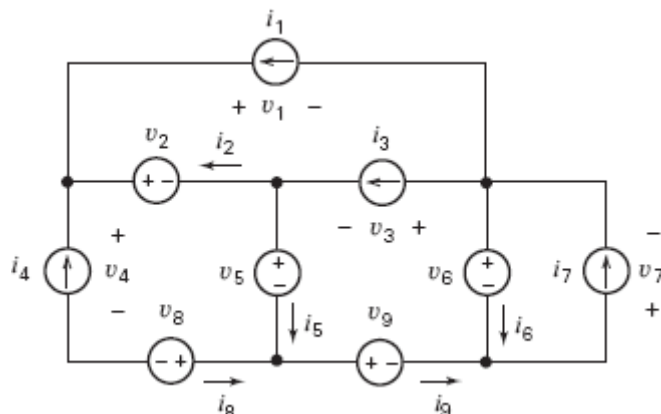 i1
+ v1 -
v2
i2
i3
+ -
- v3 +
i4
+
v4
-
v5
+
-
v6
+
-
i7
-
v7
+
v8
i5
v9
i6
- +
+ -
i8
i9